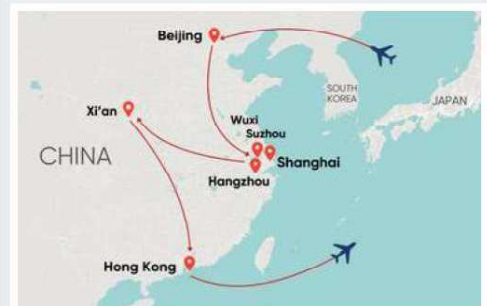 Beijing
SOUTH
KOREA
JAPAN
Xi'an
Wuxi
Suzhou
CHINA
Shanghai
Hangzhou
Hong Kong